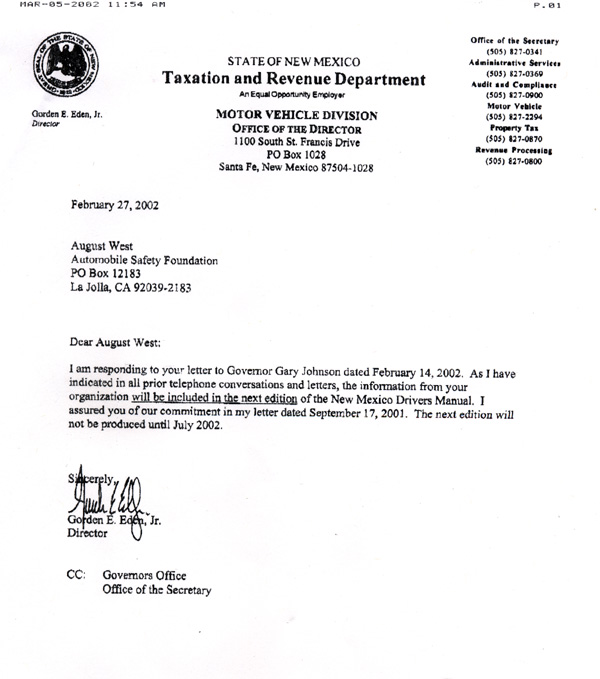 MAR-05-2002 11:54 AM
P.01
STATE OF NEW MEXICO
Taxation and Revenue Department
An Equal Opportunity Employer
Gorden E. Eden, Jr.
Director
MOTOR VEHICLE DIVISION
OFFICE OF THE DIRECTOR
1100 South St. Francis Drive
PO Box 1028
Santa Fe, New Mexico 87504-1028
Office of the Secretary
(505) 827-0341
Administrative Services
(505) 827-0369
Audit and Compliance
(505) 827-0900
Motor Vehicle
(505) 827-2294
Property Tax
(505) 827-0870
Revenue Processing
(505) 827-0800
February 27, 2002
August West
Automobile Safety Foundation
PO Box 12183
La Jolla, CA 92039-2183
Dear August West:
I am responding to your letter to Governor Gary Johnson dated February 14, 2002. As I have
indicated in all prior telephone conversations and letters, the information from your
organization will be included in the next edition of the New Mexico Drivers Manual. I
assured you of our commitment in my letter dated September 17, 2001. The next edition will
not be produced until July 2002.
Sincerely,
Gorden E. Eden, Jr.
Director
CC: Governors Office
Office of the Secretary